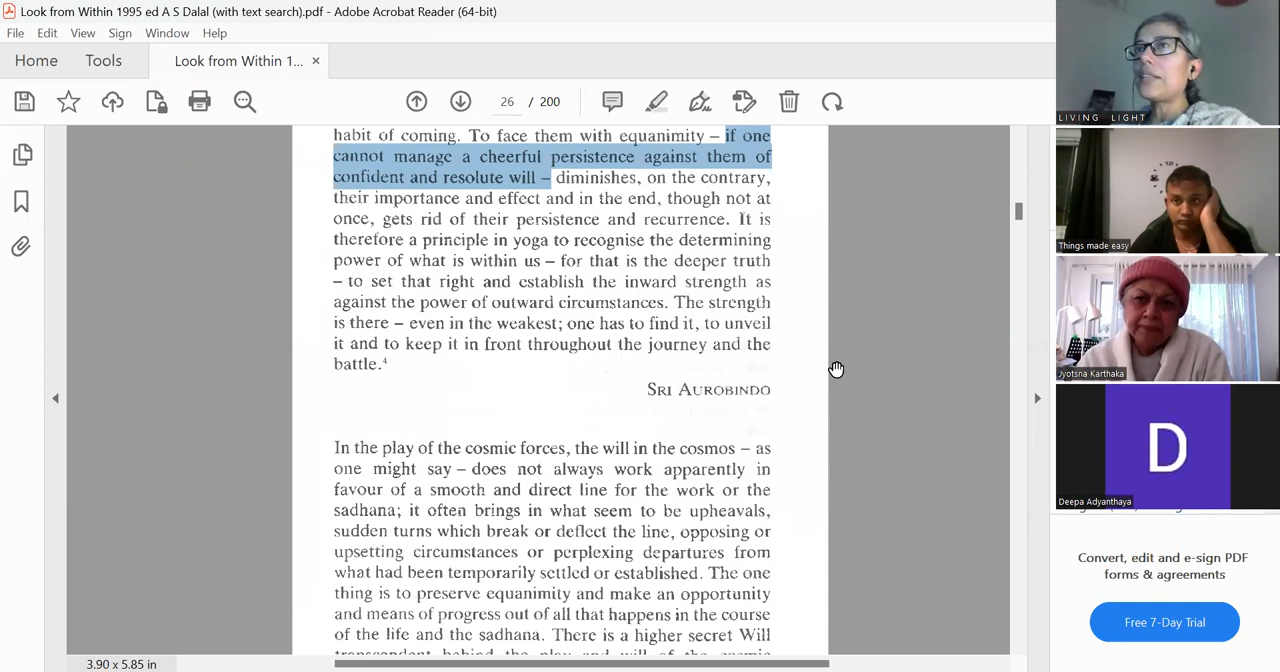 Look from Within 1995 ed A S Dalal (with text search).pdf - Adobe Acrobat Reader (64-bit)
File Edit View Sign Window Help
Home Tools Look from Within 1... ×
26 / 200
habit of coming. To face them with equanimity – if one
cannot manage a cheerful persistence against them of
confident and resolute will – diminishes, on the contrary,
their importance and effect and in the end, though not at
once, gets rid of their persistence and recurrence. It is
therefore a principle in yoga to recognise the determining
power of what is within us – for that is the deeper truth
– to set that right and establish the inward strength as
against the power of outward circumstances. The strength
is there – even in the weakest; one has to find it, to unveil
it and to keep it in front throughout the journey and the
battle.⁴
SRI AUROBINDO
In the play of the cosmic forces, the will in the cosmos – as
one might say – does not always work apparently in
favour of a smooth and direct line for the work or the
sadhana; it often brings in what seem to be upheavals,
sudden turns which break or deflect the line, opposing or
upsetting circumstances or perplexing departures from
what had been temporarily settled or established. The one
thing is to preserve equanimity and make an opportunity
and means of progress out of all that happens in the course
of the life and the sadhana. There is a higher secret Will
transcendent behind the play and will of the cosmic
3.90 x 5.85 in
LIVING LIGHT
Things made easy
Jyotsna Karthaka
D
Deepa Adyanthaya
Convert, edit and e-sign PDF
forms & agreements
Free 7-Day Trial